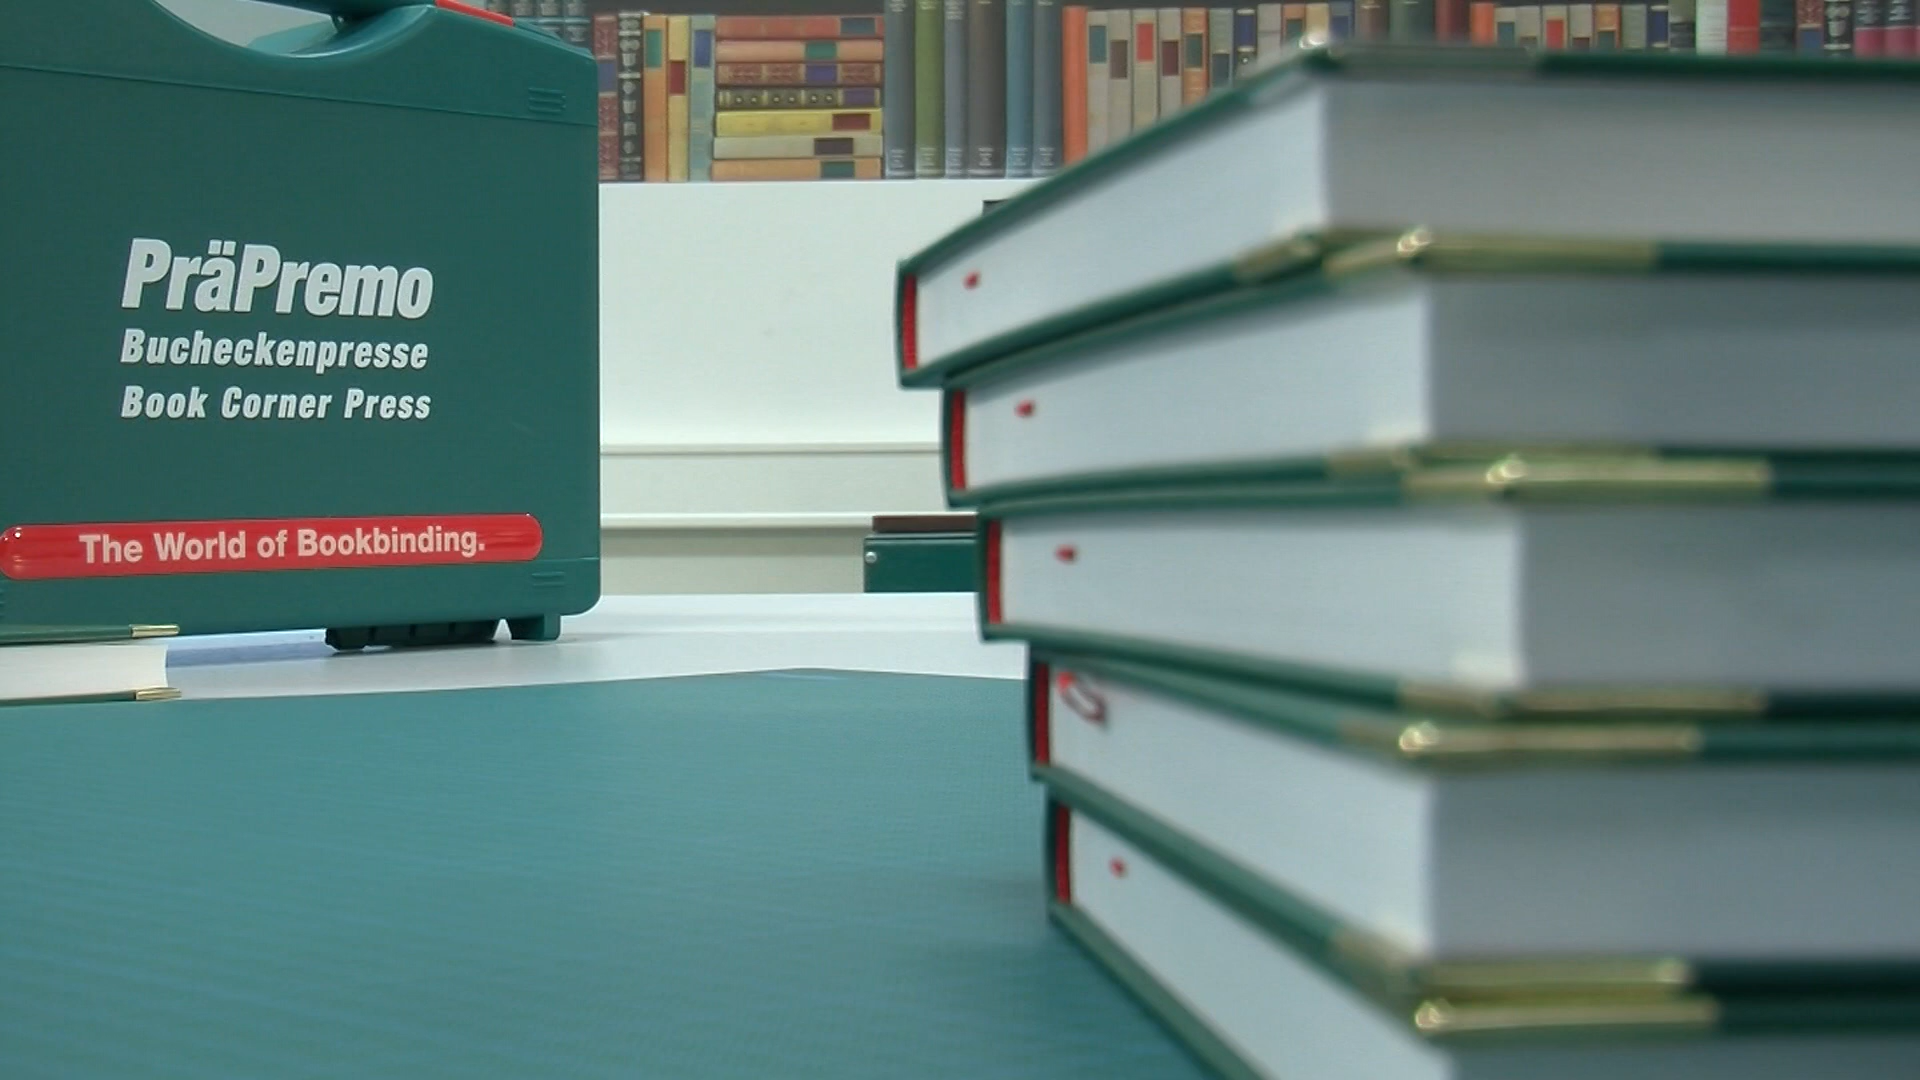 PräPremo
Bucheckenpresse
Book Corner Press
The World of Bookbinding.